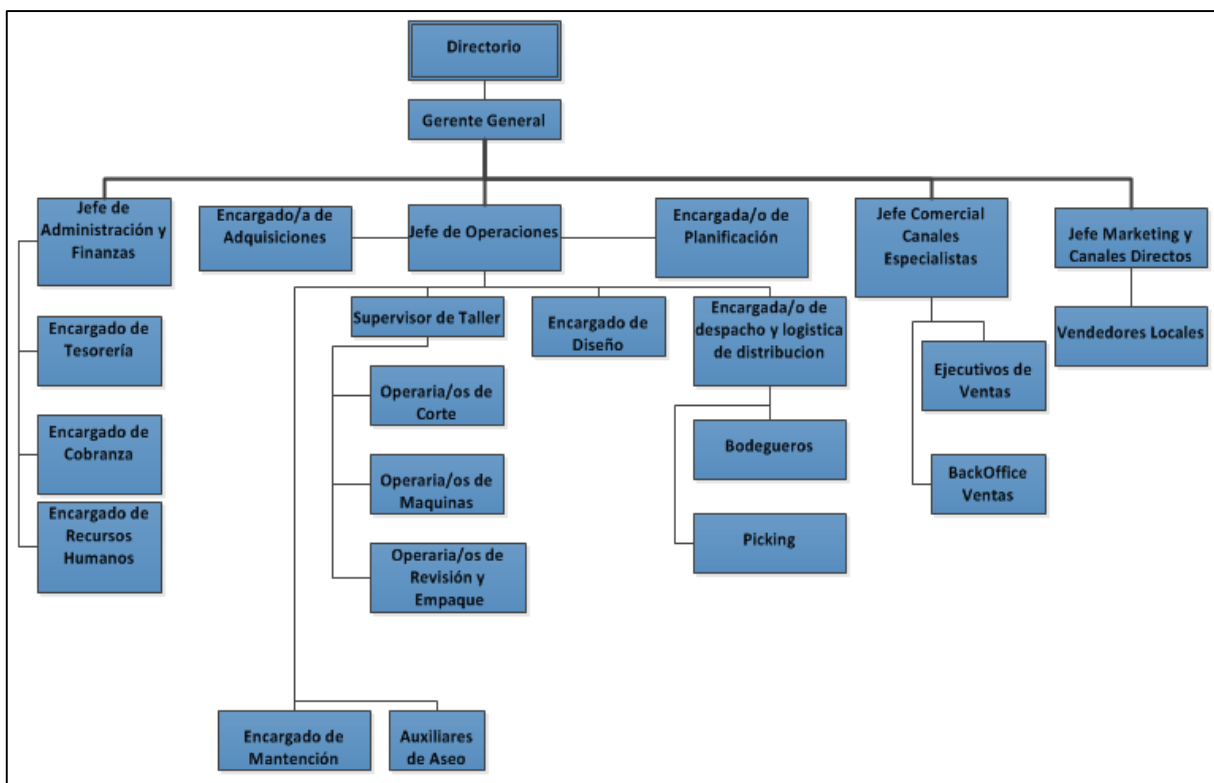 Directorio
Gerente General
Jefe de
Administración y
Finanzas
Encargado/a de
Adquisiciones
Jefe de Operaciones
Encargada/o de
Planificación
Jefe Comercial
Canales
Especialistas
Jefe Marketing y
Canales Directos
Encargado de
Tesorería
Encargado de
Cobranza
Encargado de
Recursos
Humanos
Supervisor de Taller
Operaria/os de
Corte
Operaria/os de
Maquinas
Operaria/os de
Revisión y
Empaque
Encargado de
Diseño
Encargada/o de
despacho y logistica
de distribucion
Bodegueros
Picking
Ejecutivos de
Ventas
BackOffice
Ventas
Vendedores Locales
Encargado de
Mantención
Auxiliares
de Aseo